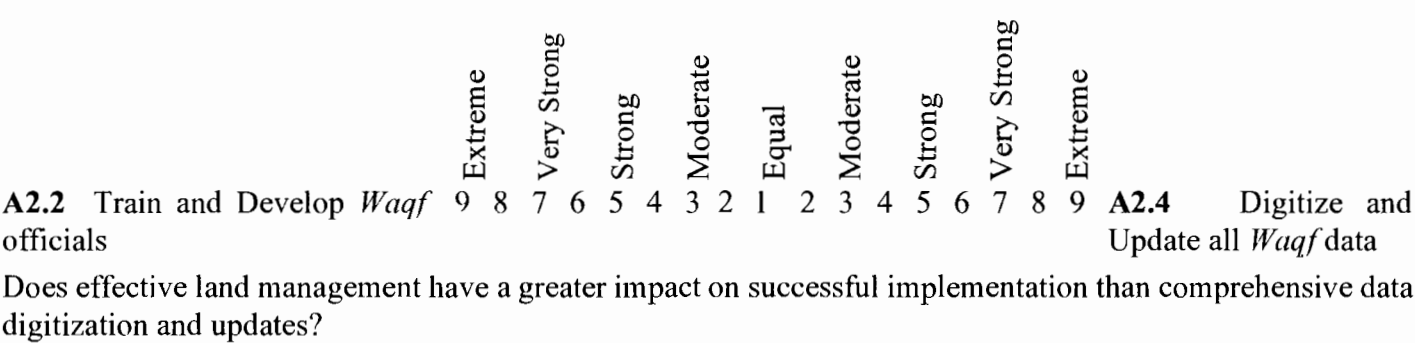 Extreme Very Strong Strong Moderate Equal Moderate Strong Very Strong Extreme
A2.2 Train and Develop Waqf 9 8 7 6 5 4 3 2 1 2 3 4 5 6 7 8 9 A2.4 Digitize and
officials Update all Waqf data
Does effective land management have a greater impact on successful implementation than comprehensive data
digitization and updates?